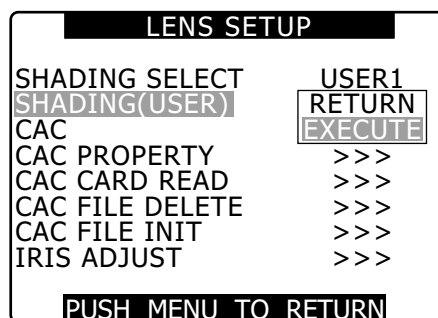 LENS SETUP
SHADING SELECT USER1
SHADING(USER) RETURN
CAC EXECUTE
CAC PROPERTY >>>
CAC CARD READ >>>
CAC FILE DELETE >>>
CAC FILE INIT >>>
IRIS ADJUST >>>
PUSH MENU TO RETURN